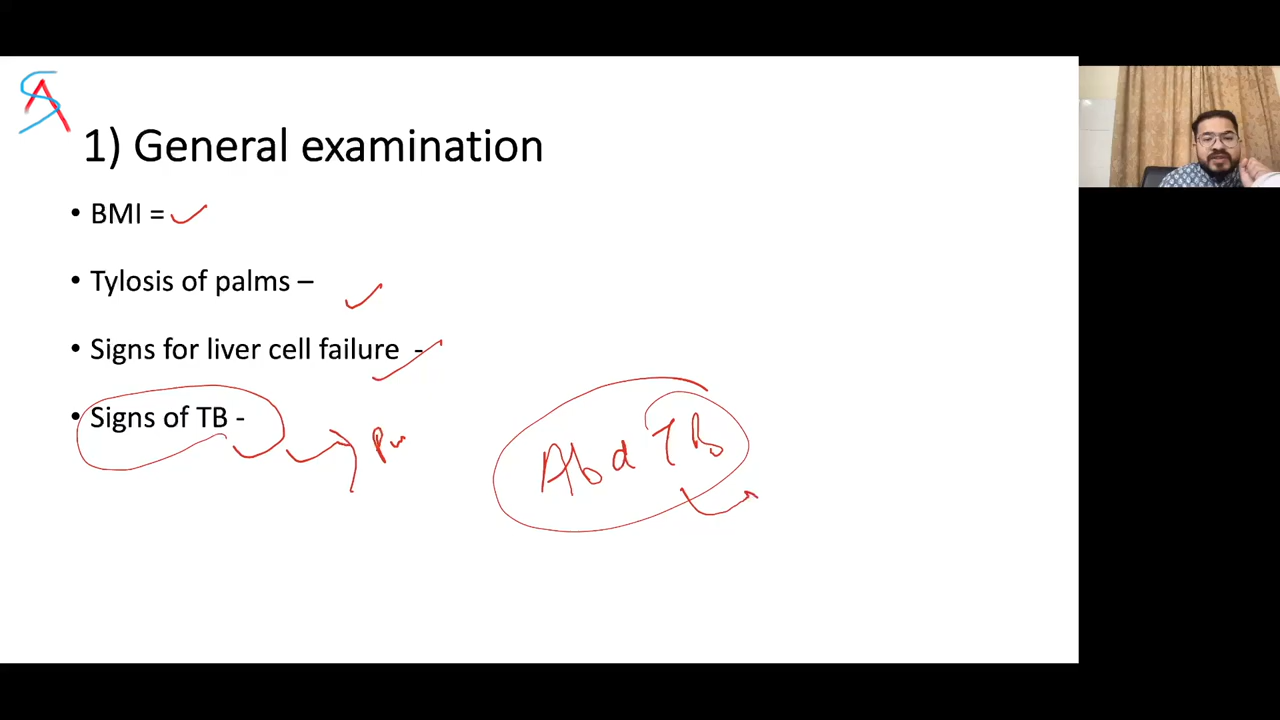 1) General examination
• BMI =
• Tylosis of palms –
• Signs for liver cell failure -
• Signs of TB -
Abd TB